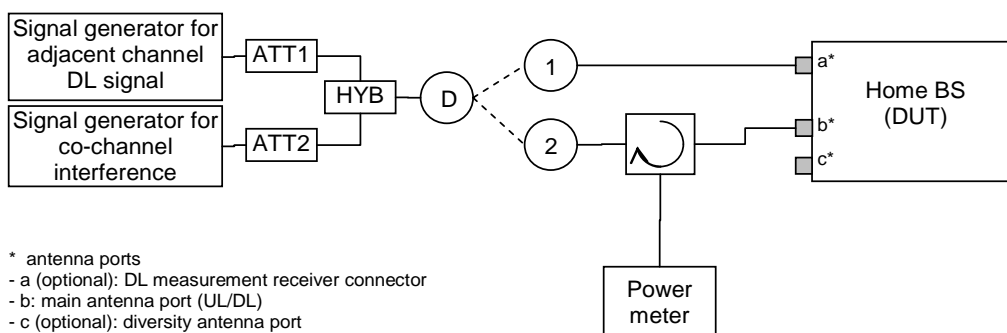 Signal generator for
adjacent channel
DL signal
ATT1
HYB
D
1
2
a*
b*
c*
Home BS
(DUT)
Signal generator for
co-channel
interference
ATT2
Power
meter
* antenna ports
- a (optional): DL measurement receiver connector
- b: main antenna port (UL/DL)
- c (optional): diversity antenna port